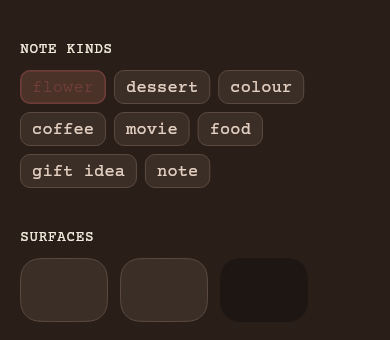 NOTE KINDS
flower dessert colour
coffee movie food
gift idea note
SURFACES